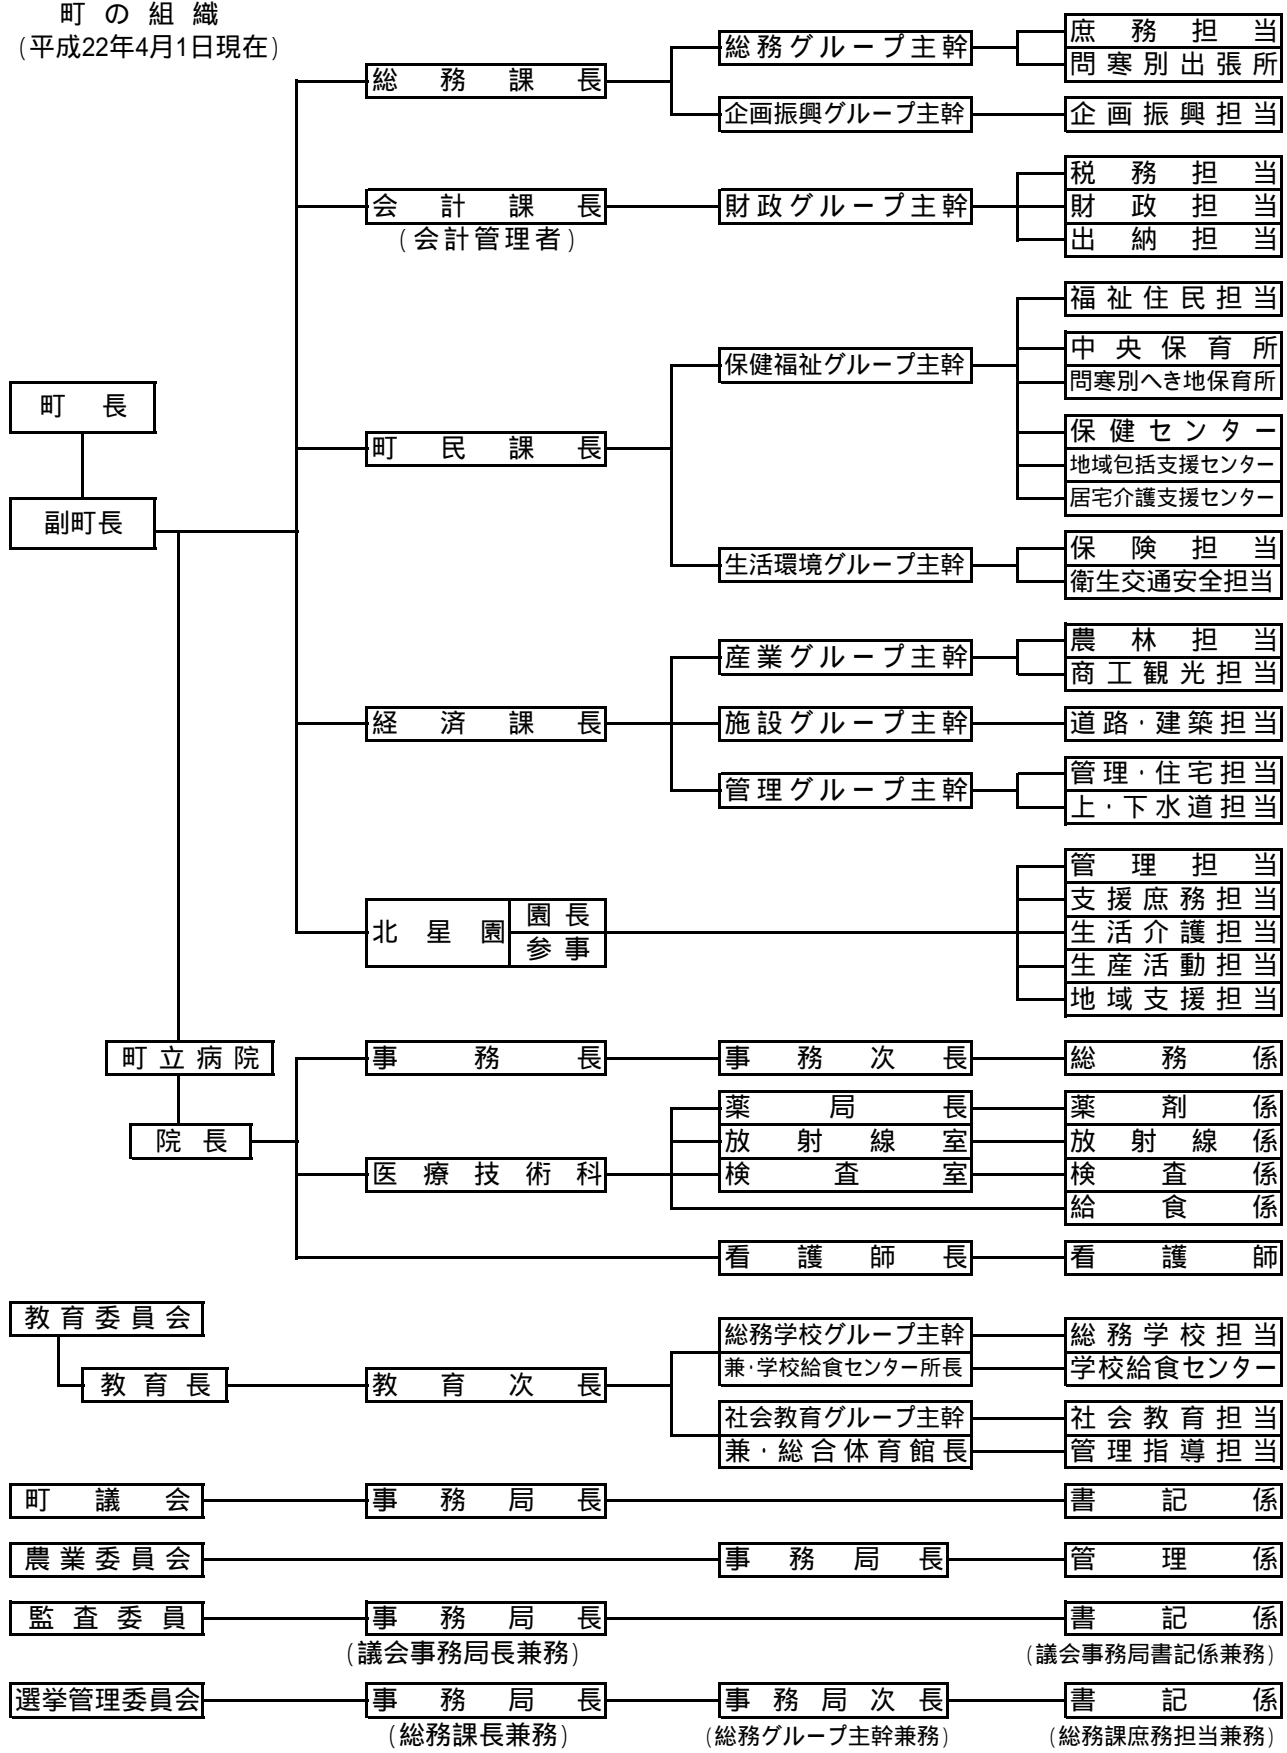 町の組織
(平成22年4月1日現在)
町長
副町長
総務課長
総務グループ主幹
庶務担当
問寒別出張所
企画振興グループ主幹
企画振興担当
会計課長
(会計管理者)
財政グループ主幹
税務担当
財政担当
出納担当
町民課長
保健福祉グループ主幹
福祉住民担当
中央保育所
問寒別へき地保育所
保健センター
地域包括支援センター
居宅介護支援センター
生活環境グループ主幹
保険担当
衛生交通安全担当
経済課長
産業グループ主幹
農林担当
商工観光担当
施設グループ主幹
道路・建築担当
管理グループ主幹
管理・住宅担当
上・下水道担当
北星園
園長
参事
管理担当
支援庶務担当
生活介護担当
生産活動担当
地域支援担当
町立病院
院長
事務長
事務次長
総務係
医療技術科
薬局長
薬剤係
放射線室
放射線係
検査室
検査係
給食係
看護師長
看護師
教育委員会
教育長
教育次長
総務学校グループ主幹
総務学校担当
兼・学校給食センター所長
学校給食センター
社会教育グループ主幹
社会教育担当
兼・総合体育館長
管理指導担当
町議会
事務局長
書記係
農業委員会
事務局長
管理係
監査委員
事務局長
(議会事務局長兼務)
書記係
(議会事務局書記係兼務)
選挙管理委員会
事務局長
(総務課長兼務)
事務局次長
(総務グループ主幹兼務)
書記係
(総務課庶務担当兼務)